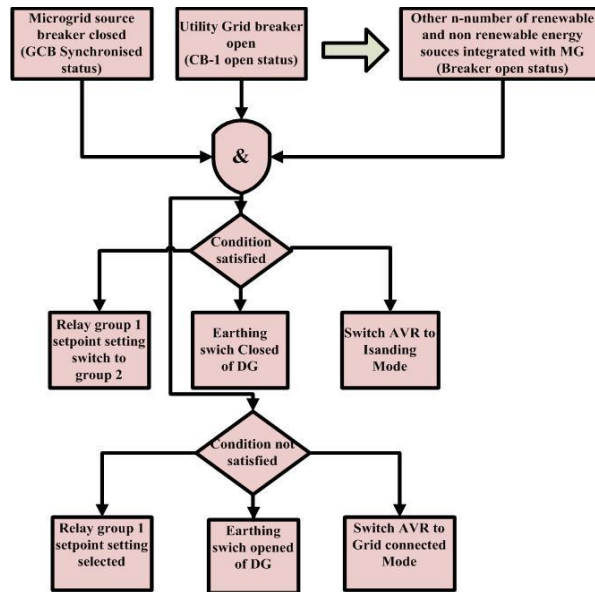 Microgrid source
breaker closed
(GCB Synchronised
status)
Utility Grid breaker
open
(CB-1 open status)
Other n-number of renewable
and non renewable energy
souces integrated with MG
(Breaker open status)
&
Condition
satisfied
Relay group 1
setpoint setting
switch to
group 2
Earthing
swich Closed
of DG
Switch AVR to
Isanding
Mode
Condition not
satisfied
Relay group 1
setpoint setting
selected
Earthing
swich opened
of DG
Switch AVR to
Grid connected
Mode